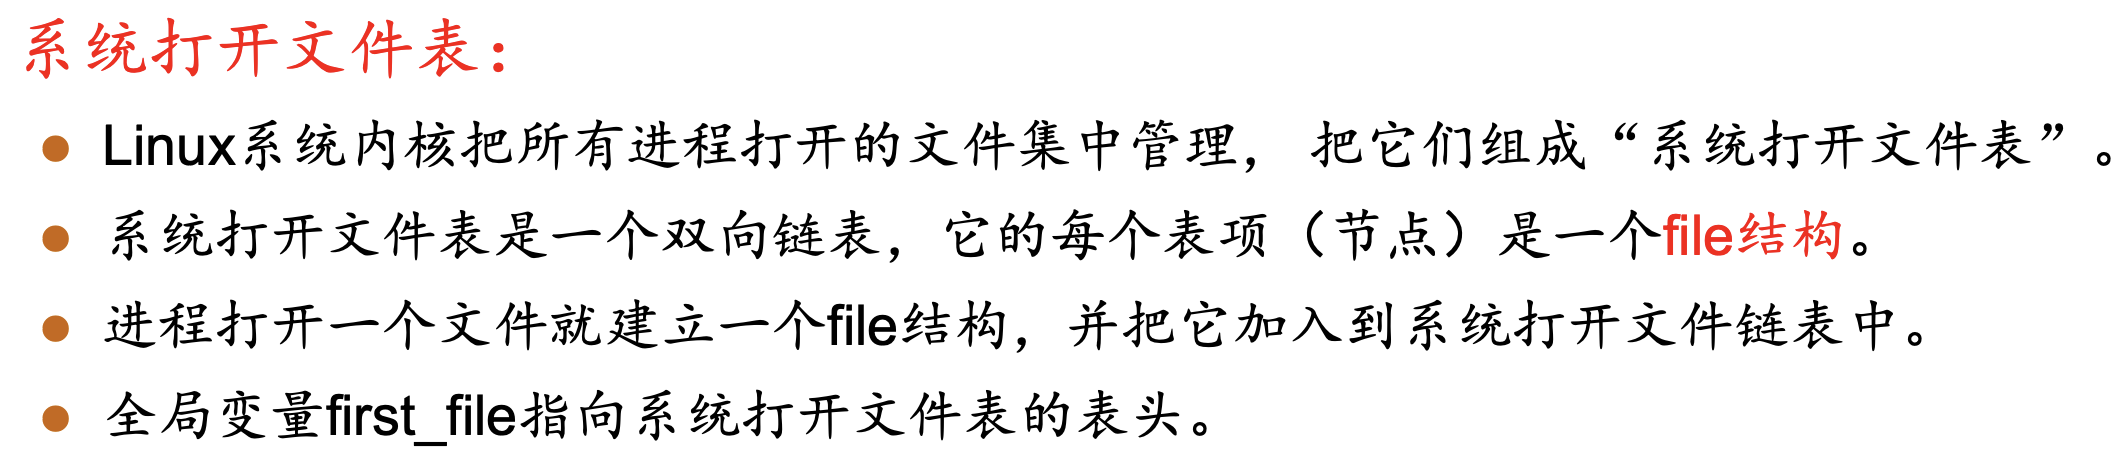 系统打开文件表：
● Linux系统内核把所有进程打开的文件集中管理， 把它们组成“系统打开文件表”。
● 系统打开文件表是一个双向链表，它的每个表项（节点）是一个file结构。
● 进程打开一个文件就建立一个file结构，并把它加入到系统打开文件链表中。
● 全局变量first_file指向系统打开文件表的表头。